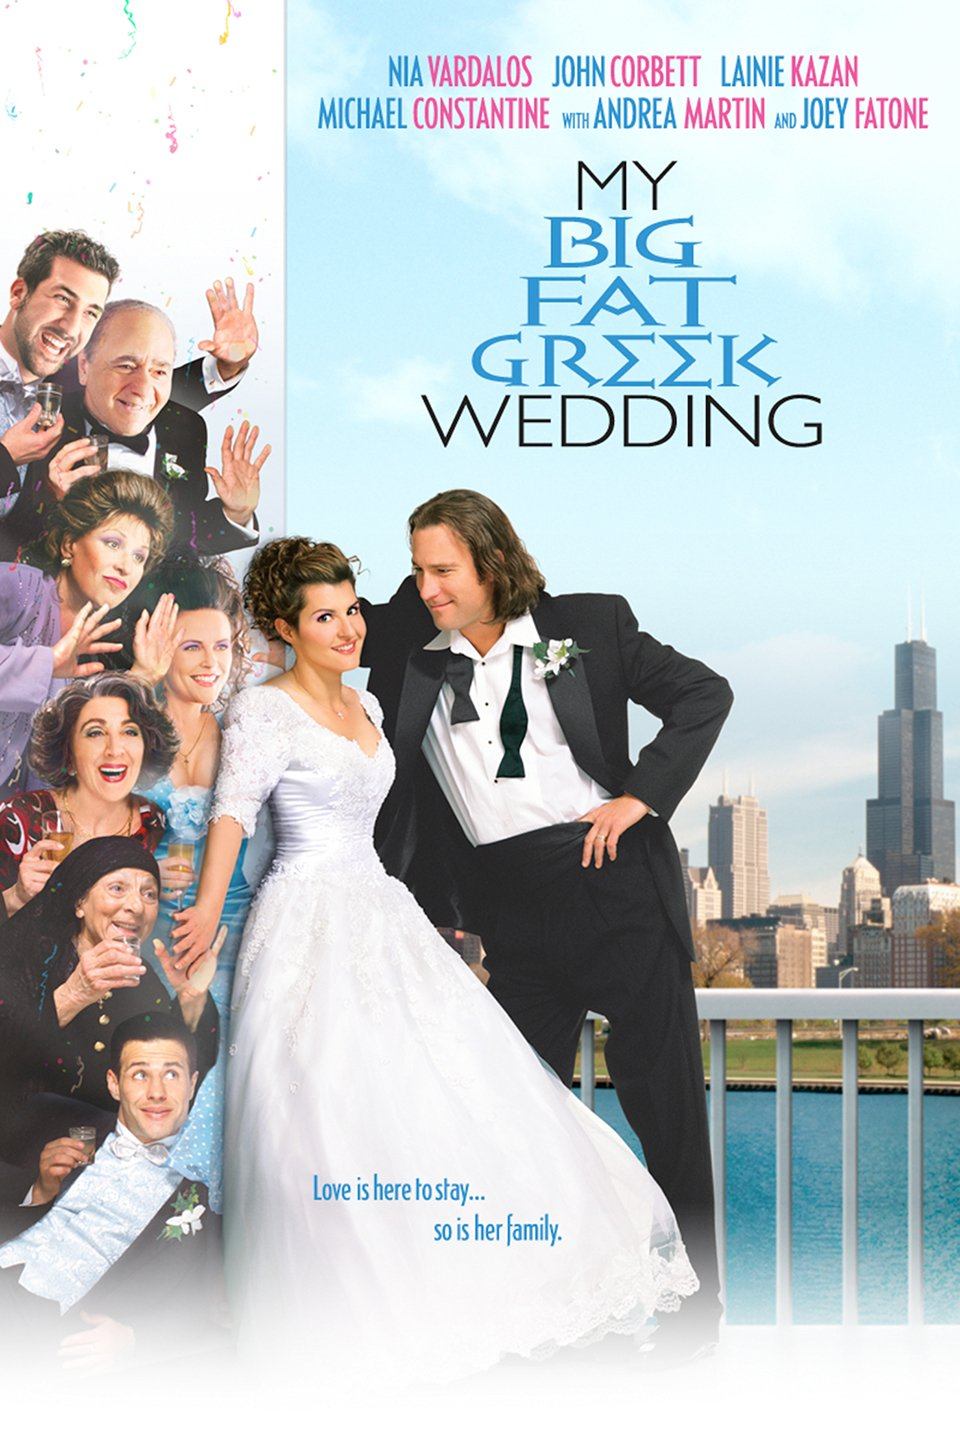 NIA VARDALOS JOHN CORBETT LAINIE KAZAN
MICHAEL CONSTANTINE WITH ANDREA MARTIN AND JOEY FATONE
MY
BIG
FAT
GRΣΣK
WEDDING
Love is here to stay...
so is her family.